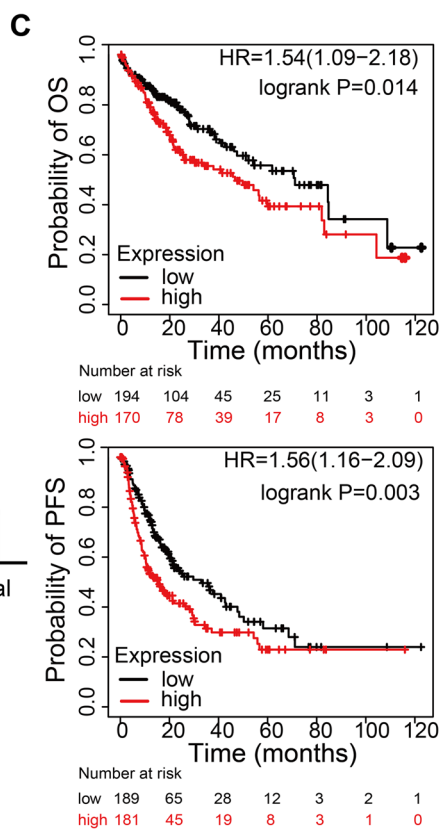 C
HR=1.54(1.09−2.18)
logrank P=0.014
Probability of OS
1.0
0.8
0.6
0.4
0.2
0.0
Expression
low
high
0 20 40 60 80 100 120
Time (months)
Number at risk
low 194 104 45 25 11 3 1
high 170 78 39 17 8 3 0
HR=1.56(1.16−2.09)
logrank P=0.003
Probability of PFS
1.0
0.8
0.6
0.4
0.2
0.0
al
Expression
low
high
0 20 40 60 80 100 120
Time (months)
Number at risk
low 189 65 28 12 3 2 1
high 181 45 19 8 3 1 0